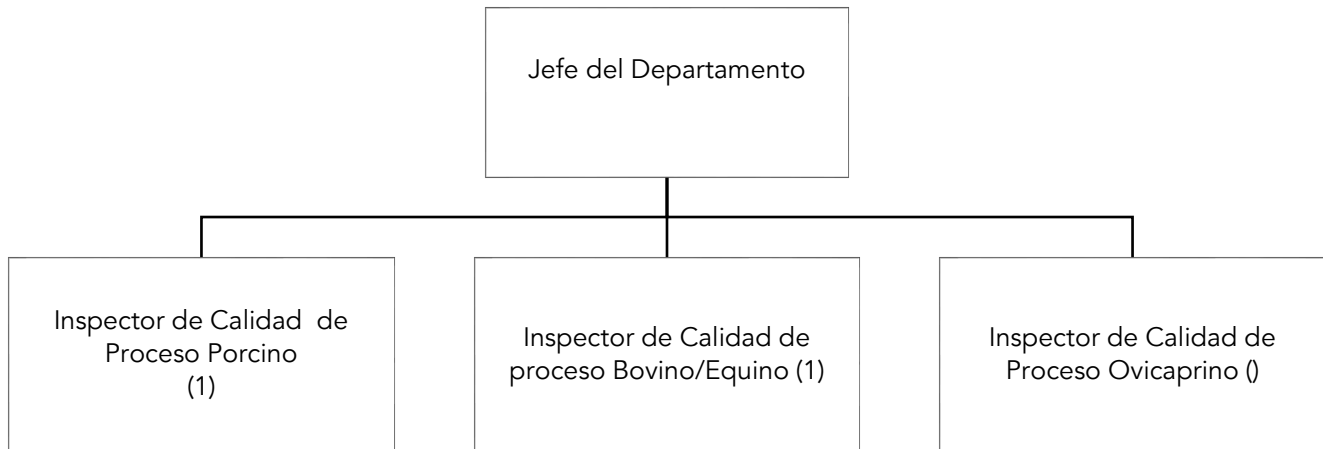 Jefe del Departamento
Inspector de Calidad  de
Proceso Porcino
(1)
Inspector de Calidad de
proceso Bovino/Equino (1)
Inspector de Calidad de
Proceso Ovicaprino ()